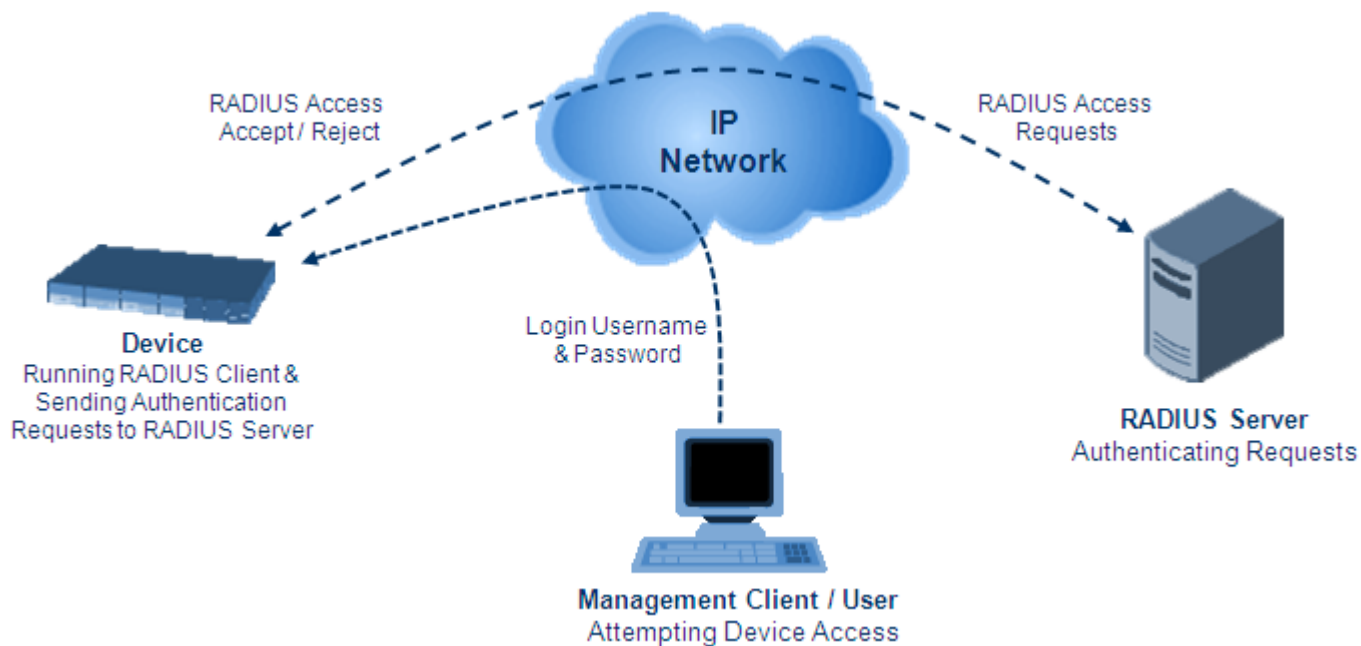 RADIUS Access
Accept / Reject
IP
Network
RADIUS Access
Requests
Login Username
& Password
Device
Running RADIUS Client &
Sending Authentication
Requests to RADIUS Server
RADIUS Server
Authenticating Requests
Management Client / User
Attempting Device Access